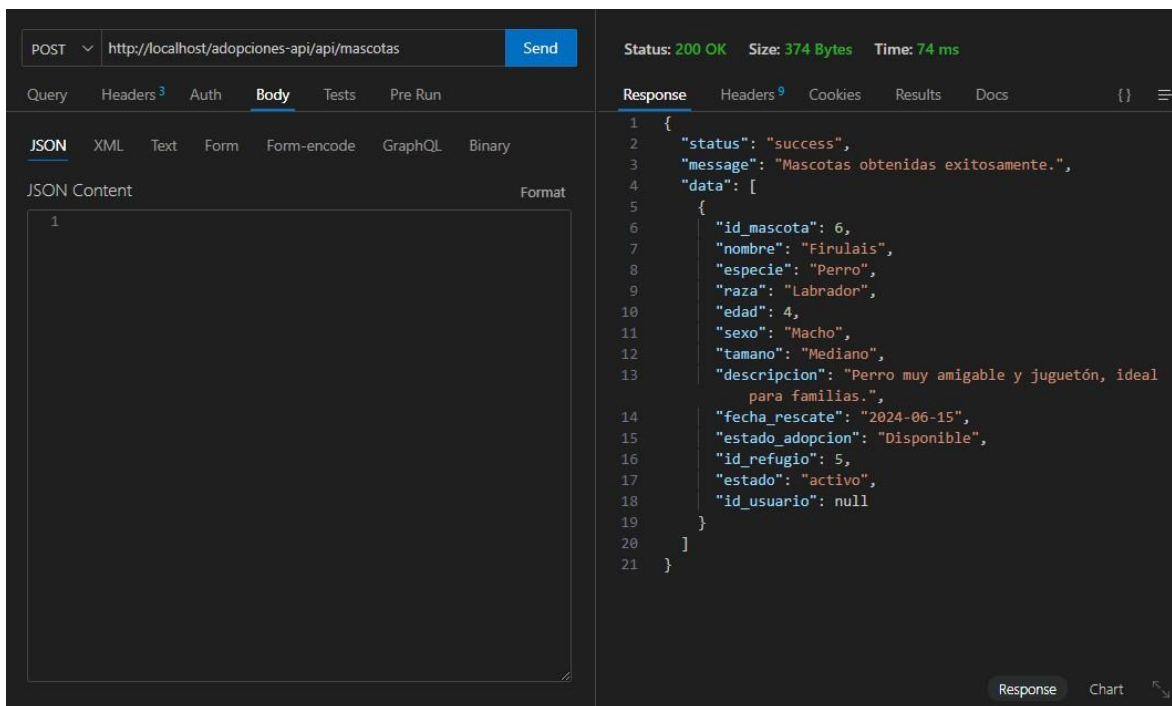 POST http://localhost/adopciones-api/api/mascotas Send
Query Headers 3 Auth Body Tests Pre Run
JSON XML Text Form Form-encode GraphQL Binary
JSON Content Format
1
Status: 200 OK Size: 374 Bytes Time: 74 ms
Response Headers 9 Cookies Results Docs {}
1 {
2 "status": "success",
3 "message": "Mascotas obtenidas exitosamente.",
4 "data": [
5 {
6 "id_mascota": 6,
7 "nombre": "Firulais",
8 "especie": "Perro",
9 "raza": "Labrador",
10 "edad": 4,
11 "sexo": "Macho",
12 "tamano": "Mediano",
13 "descripcion": "Perro muy amigable y juguetón, ideal
para familias.",
14 "fecha_rescate": "2024-06-15",
15 "estado_adopcion": "Disponible",
16 "id_refugio": 5,
17 "estado": "activo",
18 "id_usuario": null
19 }
20 ]
21 }
Response Chart